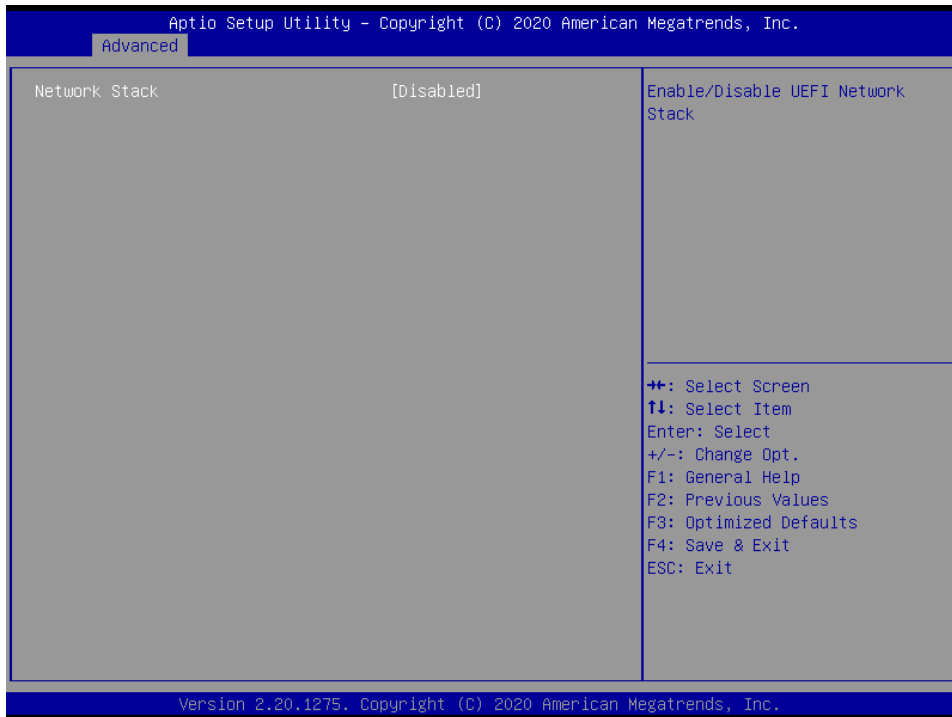 Aptio Setup Utility – Copyright (C) 2020 American Megatrends, Inc.
Advanced
Network Stack [Disabled]
Enable/Disable UEFI Network
Stack
→←: Select Screen
↑↓: Select Item
Enter: Select
+/-: Change Opt.
F1: General Help
F2: Previous Values
F3: Optimized Defaults
F4: Save & Exit
ESC: Exit
Version 2.20.1275. Copyright (C) 2020 American Megatrends, Inc.